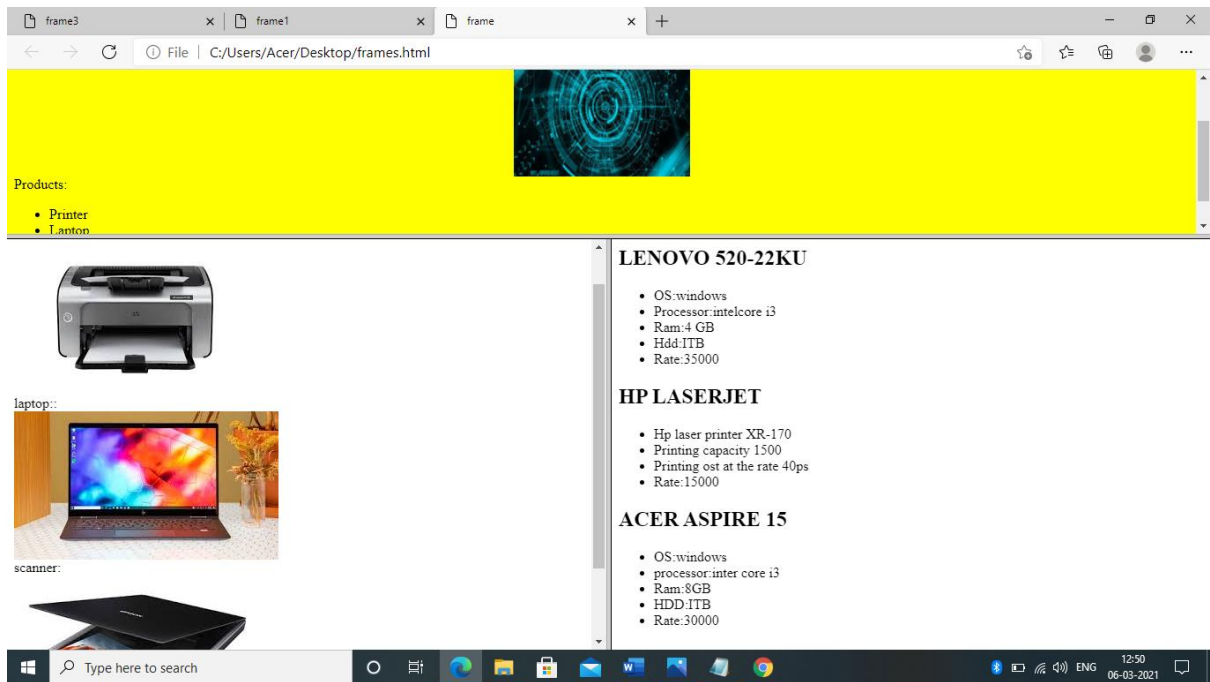 frame3
frame1
frame
File
C:/Users/Acer/Desktop/frames.html
Products:
Printer
Laptop
laptop::
scanner:
LENOVO 520-22KU
OS:windows
Processor:intelcore i3
Ram:4 GB
Hdd:ITB
Rate:35000
HP LASERJET
Hp laser printer XR-170
Printing capacity 1500
Printing ost at the rate 40ps
Rate:15000
ACER ASPIRE 15
OS:windows
processor:inter core i3
Ram:8GB
HDD:ITB
Rate:30000
Type here to search
ENG
12:50
06-03-2021